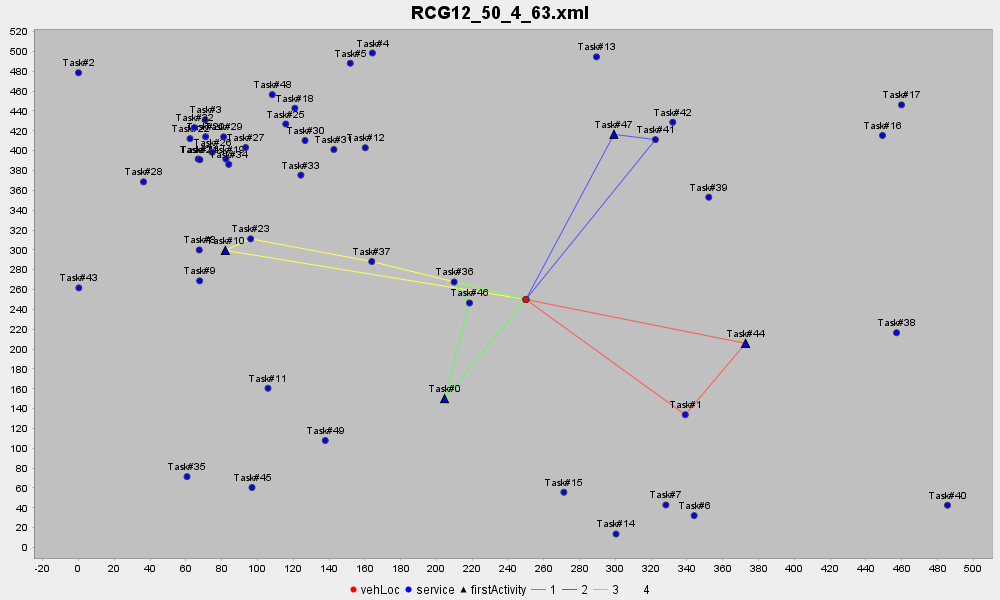 RCG12_50_4_63.xml
520
500
480
460
440
420
400
380
360
340
320
300
280
260
240
220
200
180
160
140
120
100
80
60
40
20
0
Task#4
Task#5
Task#13
Task#2
Task#48
Task#17
Task#18
Task#3
Task#25
Task#42
Task#47
Task#41
Task#16
Task#30
Task#27
Task#12
Task#34
Task#33
Task#28
Task#39
Task#23
Task#10
Task#37
Task#9
Task#36
Task#43
Task#46
Task#38
Task#44
Task#11
Task#0
Task#1
Task#49
Task#35
Task#45
Task#15
Task#7
Task#6
Task#40
Task#14
-20 0 20 40 60 80 100 120 140 160 180 200 220 240 260 280 300 320 340 360 380 400 420 440 460 480 500
vehLoc service firstActivity 1 2 3 4